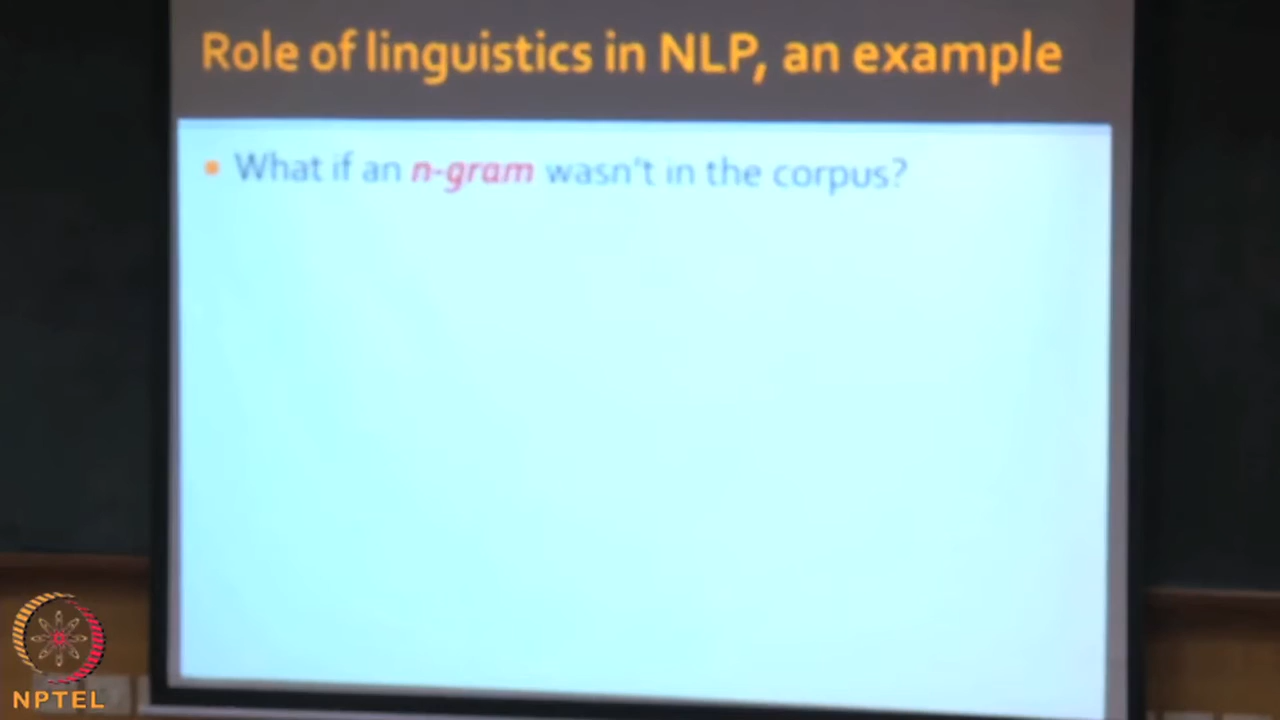 Role of linguistics in NLP, an example
• What if an n-gram wasn't in the corpus?
NPTEL